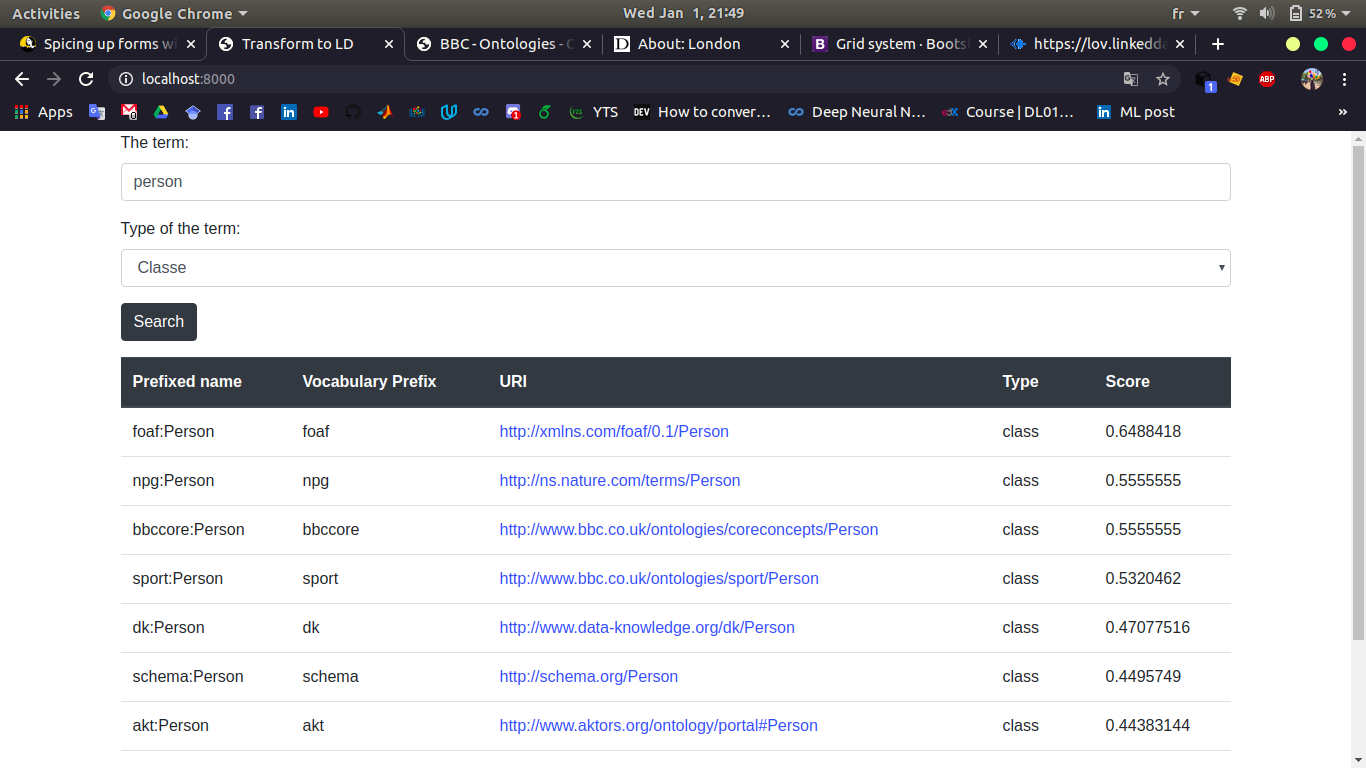 Activities Google Chrome Wed Jan 1, 21:49 fr 52%
Spicing up forms wi Transform to LD BBC - Ontologies - C About: London Grid system · Boots https://lov.linkedda
localhost:8000 1 ABP
Apps 0 1 YTS DEV How to conver... Deep Neural N... Course | DL01... ML post »
The term:
person
Type of the term:
Classe
Search
Prefixed name Vocabulary Prefix URI Type Score
foaf:Person foaf http://xmlns.com/foaf/0.1/Person class 0.6488418
npg:Person npg http://ns.nature.com/terms/Person class 0.5555555
bbccore:Person bbccore http://www.bbc.co.uk/ontologies/coreconcepts/Person class 0.5555555
sport:Person sport http://www.bbc.co.uk/ontologies/sport/Person class 0.5320462
dk:Person dk http://www.data-knowledge.org/dk/Person class 0.47077516
schema:Person schema http://schema.org/Person class 0.4495749
akt:Person akt http://www.aktors.org/ontology/portal#Person class 0.44383144